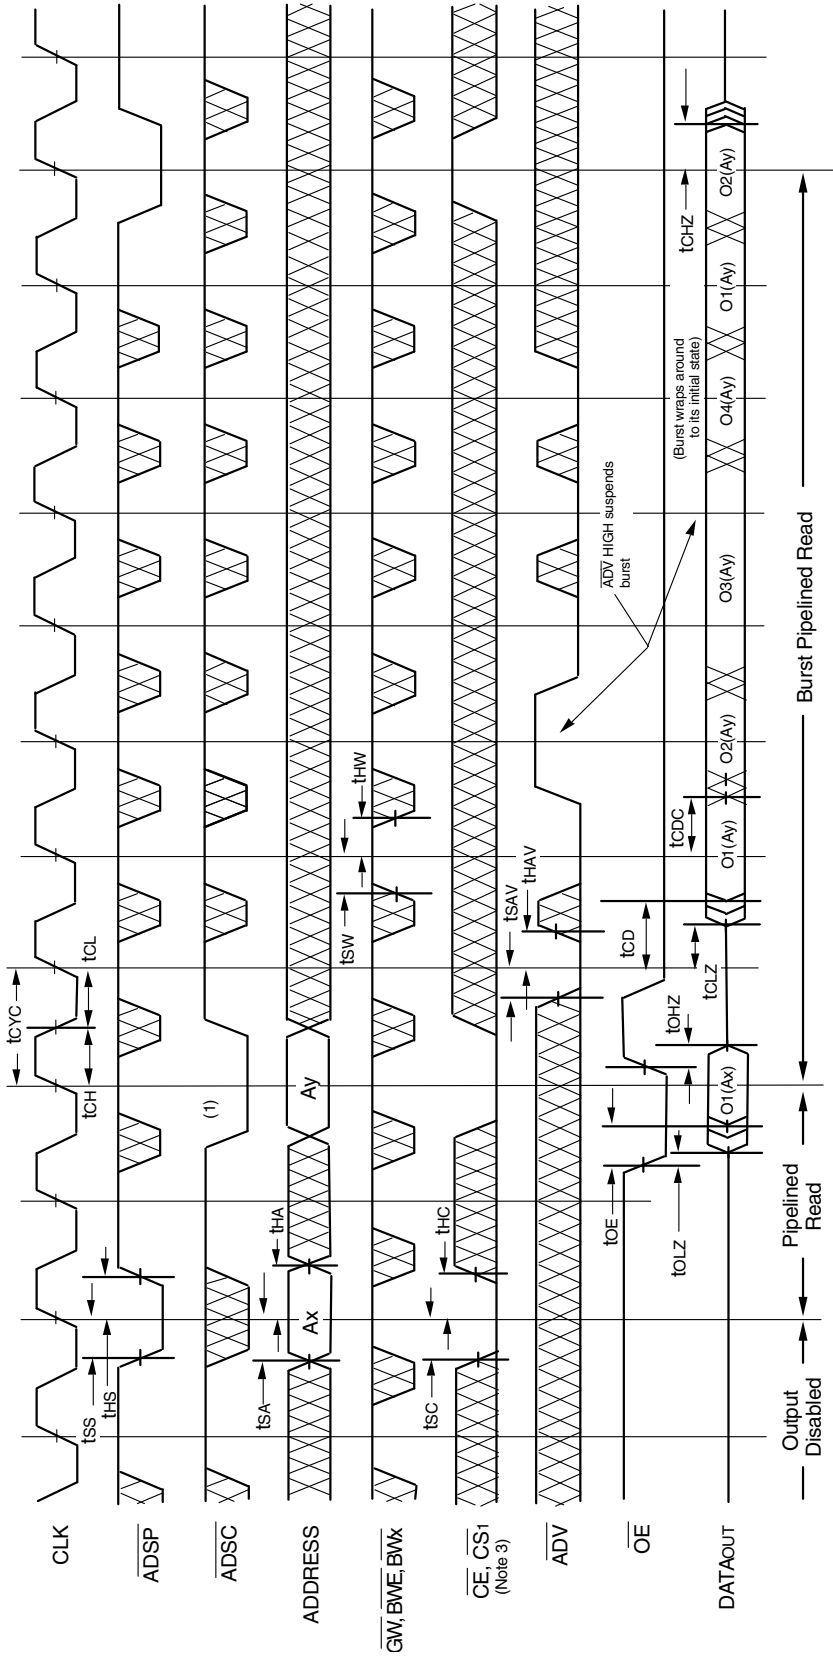 CLK
tCYC
tCH
tCL
ADSP
tSS
tHS
ADSC
(1)
ADDRESS
tSA
tHA
Ax
Ay
GW, BWE, BWx
tSW
tHW
CE, CS1
(Note 3)
tSC
tHC
ADV
tSAV
tHAV
ADV HIGH suspends
burst
OE
tOE
tOHZ
tCD
DATAOUT
tOLZ
tCLZ
tCDC
tCHZ
(Burst wraps around
to its initial state)
O1(Ax)
O1(Ay)
O2(Ay)
O3(Ay)
O4(Ay)
O1(Ay)
O2(Ay)
Output
Disabled
Pipelined
Read
Burst Pipelined Read